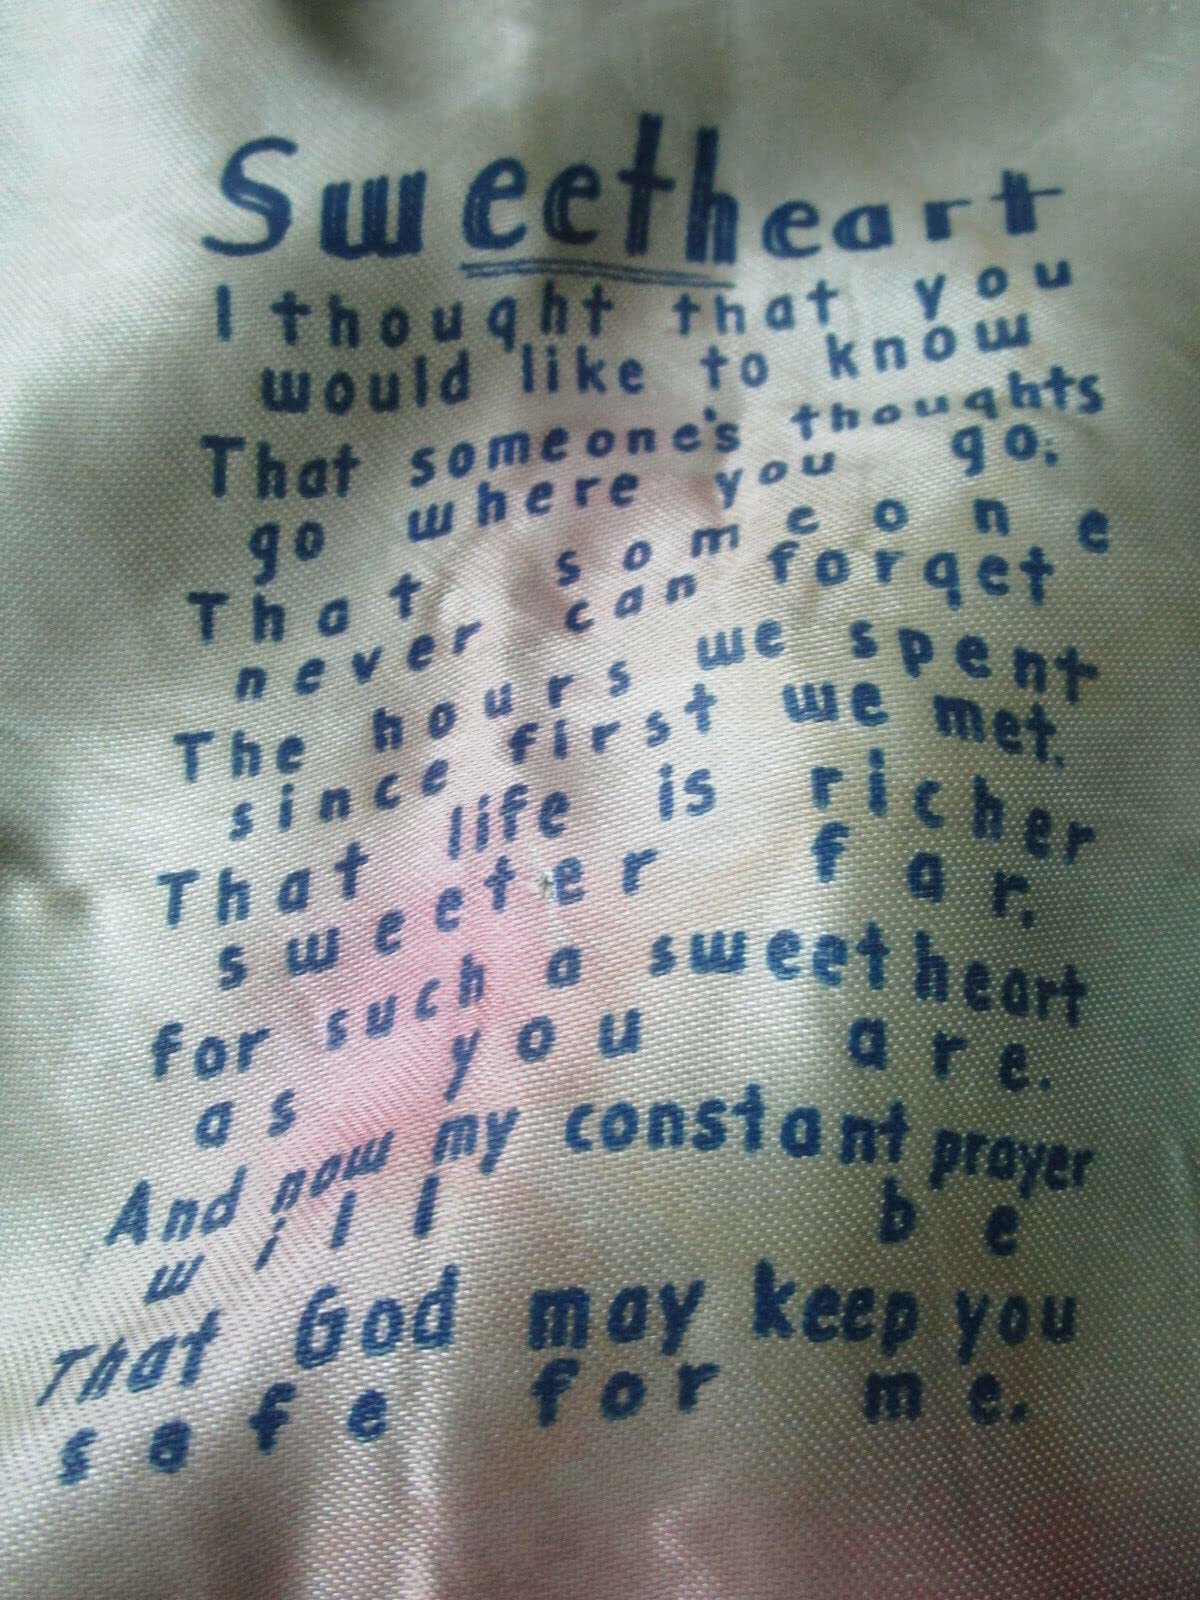 Sweetheart
I thought that you
would like to know
That someone's thoughts
go where you go;
That someone
never can forget
The hours we spent
since first we met.
That life is richer
sweeter far,
for such a sweetheart
as you are.
And now my constant prayer
will be
That God may keep you
safe for me.